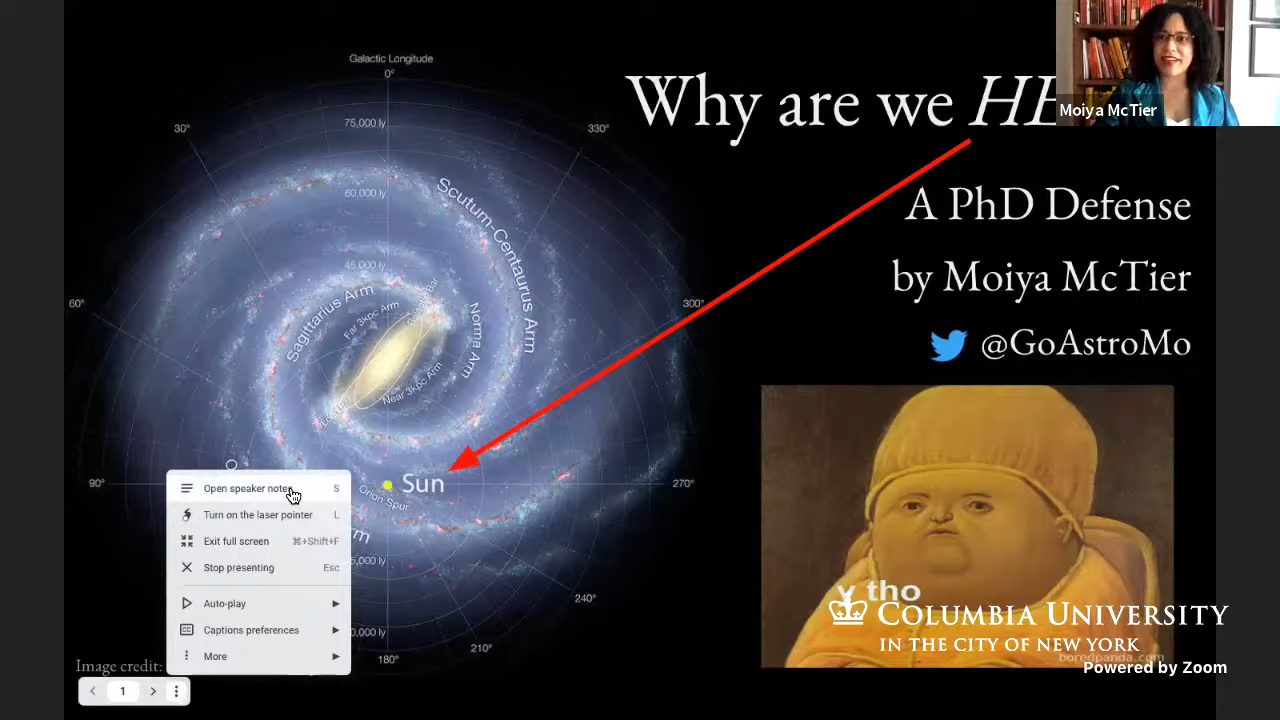 Why are we HE
Moiya McTier
A PhD Defense
by Moiya McTier
@GoAstroMo
Galactic Longitude
0°
30°
330°
75,000 ly
60,000 ly
Scutum-Centaurus Arm
45,000 ly
60°
300°
Sagittarius Arm
Far 3kpc Arm
Norma Arm
Near 3kpc Arm
90°
Sun
270°
Orion Spur
Open speaker notes
S
Turn on the laser pointer
L
Exit full screen
⌘+Shift+F
Stop presenting
Esc
Auto-play
Captions preferences
More
240°
210°
180°
Image credit:
1
y tho
COLUMBIA UNIVERSITY
IN THE CITY OF NEW YORK
boredpanda.com
Powered by Zoom